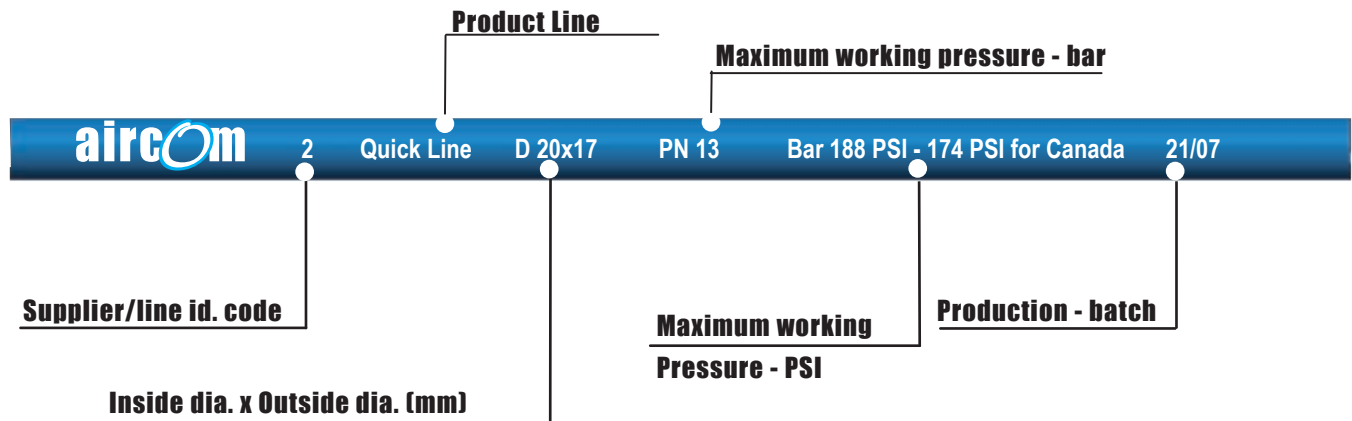 Product Line
Maximum working pressure - bar
aircom 2 Quick Line D 20x17 PN 13 Bar 188 PSI - 174 PSI for Canada 21/07
Supplier/line id. code
Maximum working
Pressure - PSI
Production - batch
Inside dia. x Outside dia. (mm)